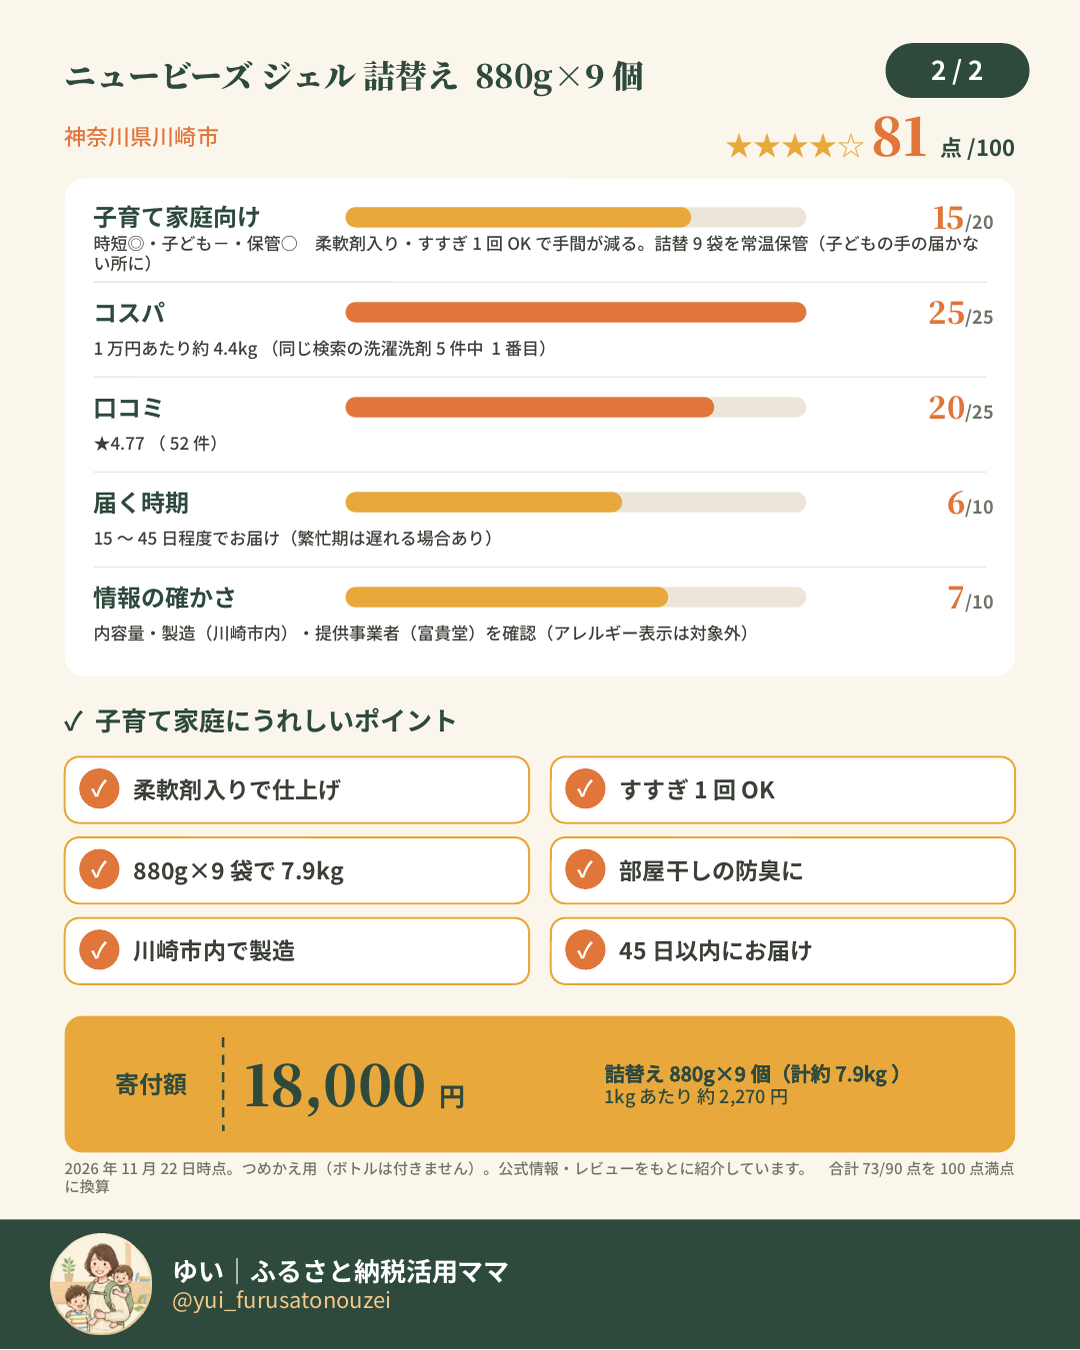 ニュービーズ ジェル 詰替え 880g×9 個
2 / 2
神奈川県川崎市
★★★★☆ 81 点 /100
子育て家庭向け 15/20
時短◎・子ども－・保管○　柔軟剤入り・すすぎ 1 回 OK で手間が減る。詰替 9 袋を常温保管（子どもの手の届かな
い所に）
コスパ 25/25
1 万円あたり約 4.4kg （同じ検索の洗濯洗剤 5 件中 1 番目）
口コミ 20/25
★4.77 （ 52 件）
届く時期 6/10
15 ～ 45 日程度でお届け（繁忙期は遅れる場合あり）
情報の確かさ 7/10
内容量・製造（川崎市内）・提供事業者（富貴堂）を確認（アレルギー表示は対象外）
✓ 子育て家庭にうれしいポイント
✓ 柔軟剤入りで仕上げ
✓ すすぎ 1 回 OK
✓ 880g×9 袋で 7.9kg
✓ 部屋干しの防臭に
✓ 川崎市内で製造
✓ 45 日以内にお届け
寄付額 18,000 円
詰替え 880g×9 個（計約 7.9kg ）
1kg あたり 約 2,270 円
2026 年 11 月 22 日時点。つめかえ用（ボトルは付きません）。公式情報・レビューをもとに紹介しています。　合計 73/90 点を 100 点満点
に換算
ゆい｜ふるさと納税活用ママ
@yui_furusatonouzei